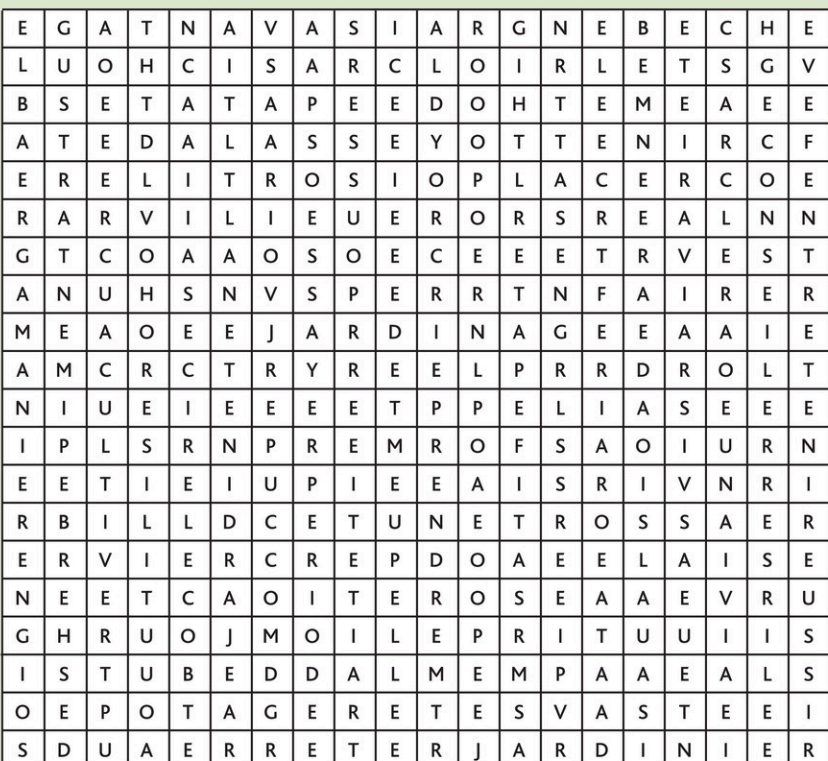 E G A T N A V A S I A R G N E B E C H E
L U O H C I S A R C L O I R L E T S G V
B S E T A T A P E E D O H T E M E A E E
A T E D A L A S S E Y O T T E N I R C F
E R E L I T R O S I O P L A C E R C O E
R A R V I L I E U E R O R S R E A L N N
G T C O A A O S O E C E E E T R V E S T
A N U H S N V S P E R R T N F A I R E R
M E A O E E J A R D I N A G E E A A I E
A M C R C T R Y R E E L P R R D R O L T
N I U E I E E E E T P P E L I A S E E E
I P L S R N P R E M R O F S A O I U R N
E E T I E I U P I E E A I S R I V N R I
R B I L L D C E T U N E T R O S S A E R
E R V I E R C R E P D O A E E L A I S E
N E E T C A O I T E R O S E A A E V R U
G H R U O J M O I L E P R I T U U I I S
I S T U B E D D A L M E M P A A E A L S
O E P O T A G E R E T E S V A S T E E I
S D U A E R R E T E R J A R D I N I E R